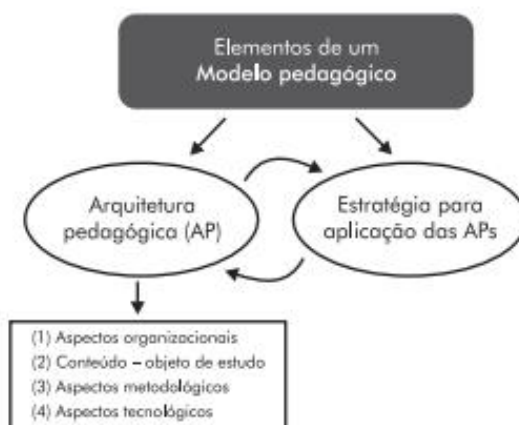 Elementos de um
Modelo pedagógico
Arquitetura
pedagógica (AP)
Estratégia para
aplicação das APs
(1) Aspectos organizacionais
(2) Conteúdo – objeto de estudo
(3) Aspectos metodológicos
(4) Aspectos tecnológicos